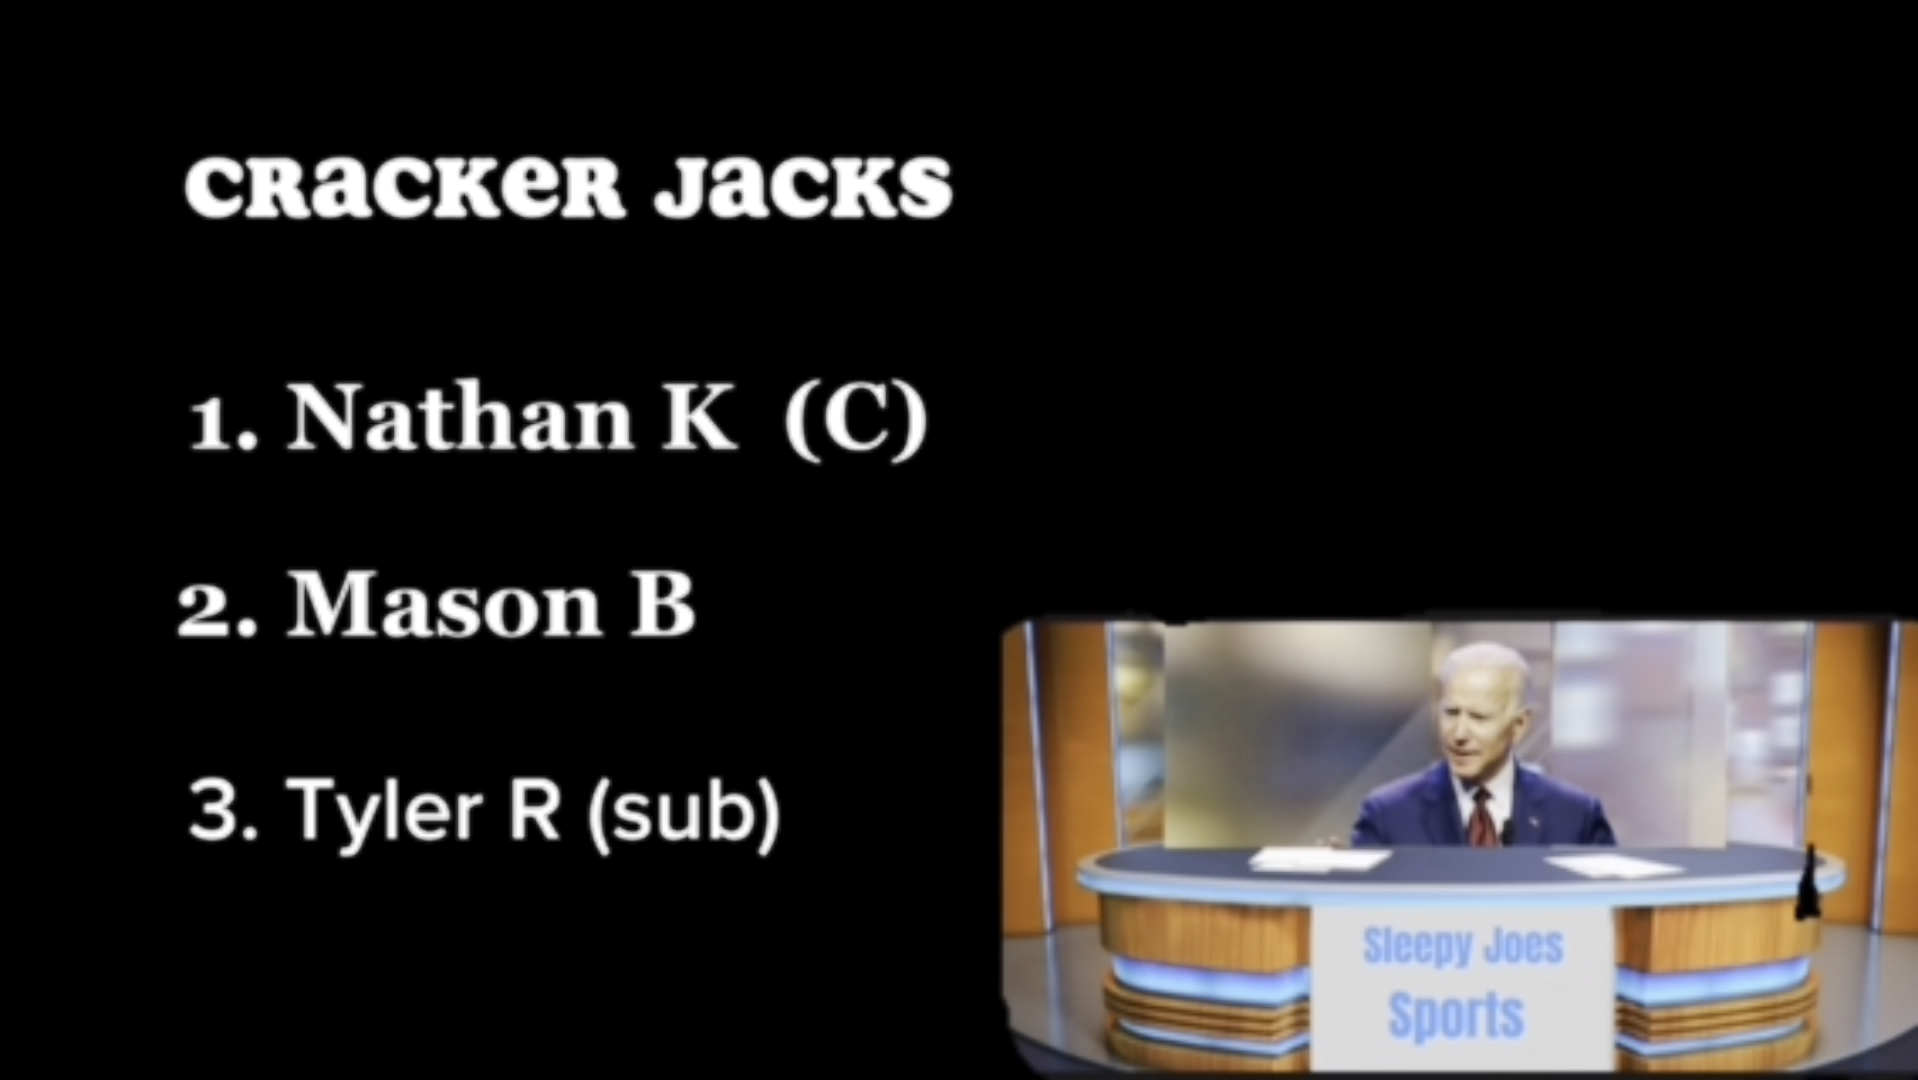 CRaCKeR JaCKS
1. Nathan K (C)
2. Mason B
3. Tyler R (sub)
Sleepy Joes
Sports